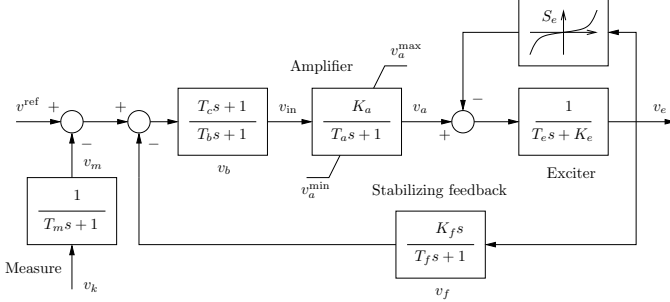 S_e
v_a^max
Amplifier
v^ref + + T_c s + 1 v_in K_a v_a − 1 v_e
− − T_b s + 1 T_a s + 1 + T_e s + K_e
v_m v_b v_a^min Exciter
Stabilizing feedback
1
T_m s + 1
K_f s
T_f s + 1
Measure
v_k
v_f